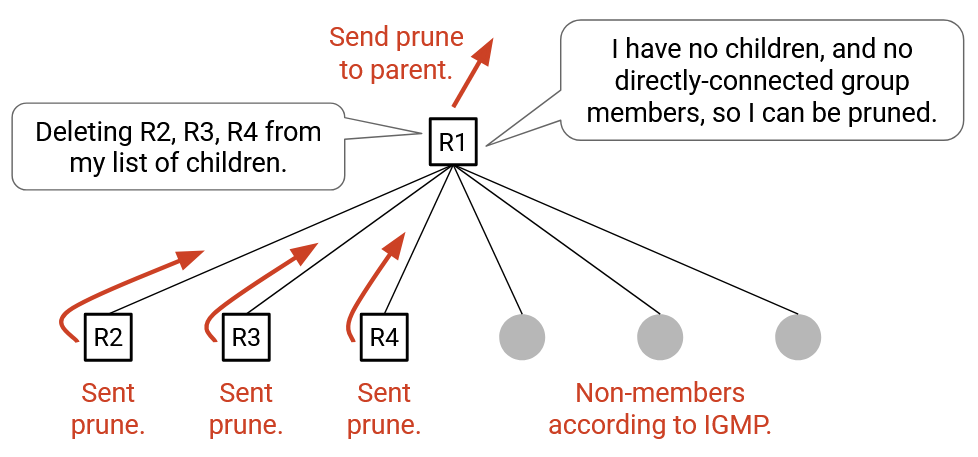 Send prune
to parent.
I have no children, and no
directly-connected group
members, so I can be pruned.
Deleting R2, R3, R4 from
my list of children.
R1
R2
R3
R4
Sent
prune.
Sent
prune.
Sent
prune.
Non-members
according to IGMP.